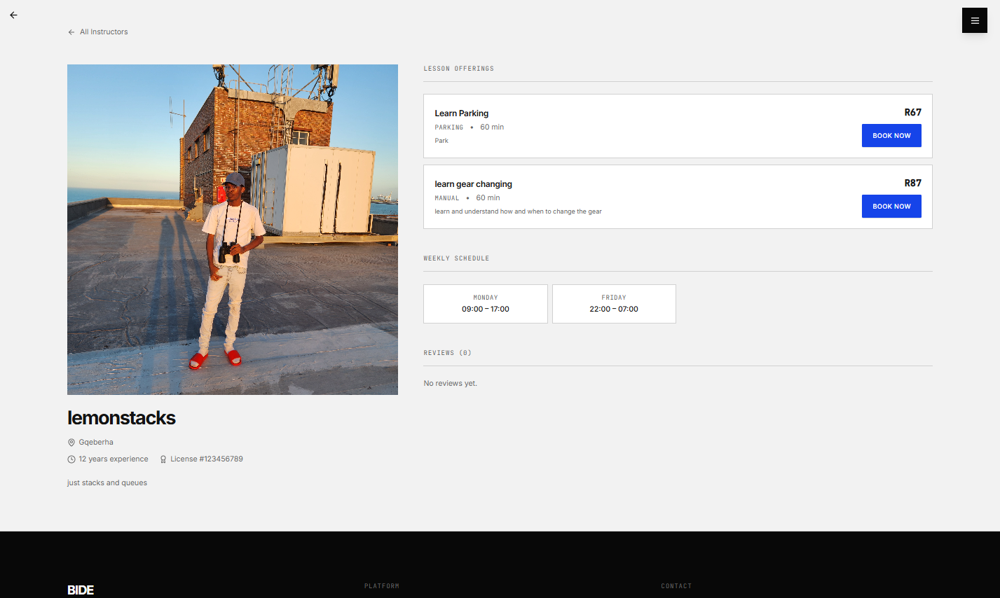 All Instructors
LESSON OFFERINGS
Learn Parking
R67
PARKING • 60 min
BOOK NOW
Park
learn gear changing
R87
MANUAL • 60 min
BOOK NOW
learn and understand how and when to change the gear
WEEKLY SCHEDULE
MONDAY
09:00 – 17:00
FRIDAY
22:00 – 07:00
REVIEWS (0)
No reviews yet.
lemonstacks
Gqeberha
12 years experience
License #123456789
just stacks and queues
BIDE
PLATFORM
CONTACT